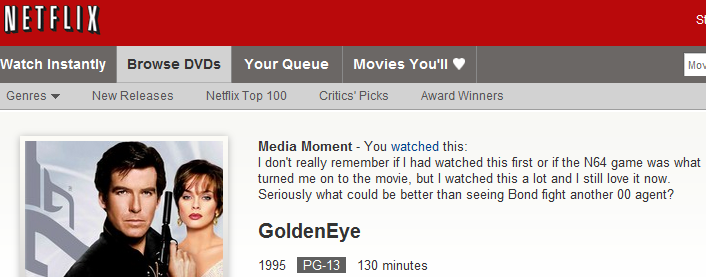 NETFLIX
Watch Instantly Browse DVDs Your Queue Movies You'll ♥
Genres New Releases Netflix Top 100 Critics' Picks Award Winners
Media Moment - You watched this:
I don't really remember if I had watched this first or if the N64 game was what
turned me on to the movie, but I watched this a lot and I still love it now.
Seriously what could be better than seeing Bond fight another 00 agent?
GoldenEye
1995 PG-13 130 minutes